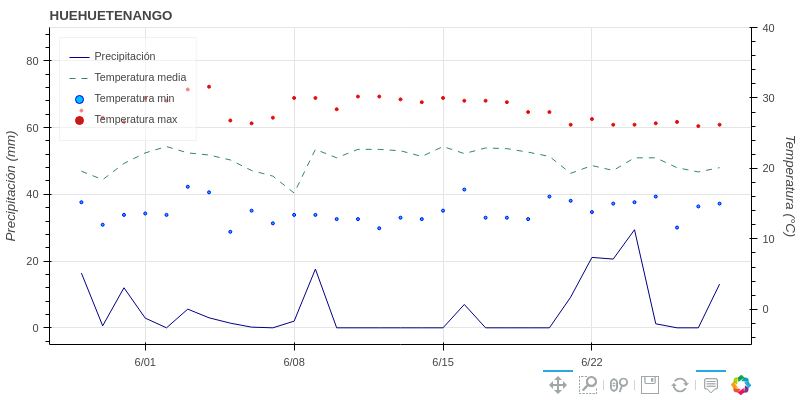 HUEHUETENANGO
Precipitación
Temperatura media
Temperatura min
Temperatura max
Precipitación (mm)
80
60
40
20
0
40
30
20
10
0
Temperatura (°C)
6/01
6/08
6/15
6/22